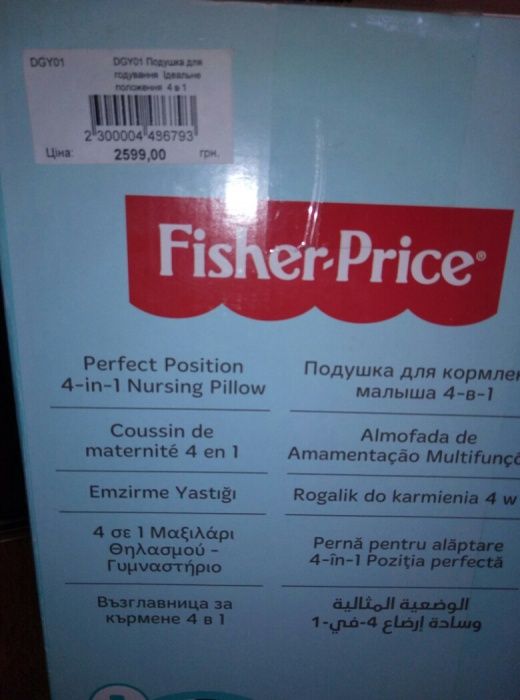 DGY01
DGY01 Подушка для
годування Ідеальне
положення 4 в 1
2 300004 486793
Ціна: 2599,00 грн.
Fisher-Price®
Perfect Position
4-in-1 Nursing Pillow
Coussin de
maternité 4 en 1
Emzirme Yastığı
4 σε 1 Μαξιλάρι
Θηλασμού -
Γυμναστήριο
Възглавница за
кърмене 4 в 1
Подушка для кормле
малыша 4-в-1
Almofada de
Amamentação Multifunçõ
Rogalik do karmienia 4 w
Pernă pentru alăptare
4-în-1 Poziţia perfectă
الوضعية المثالية
وسادة إرضاع 4-في-1